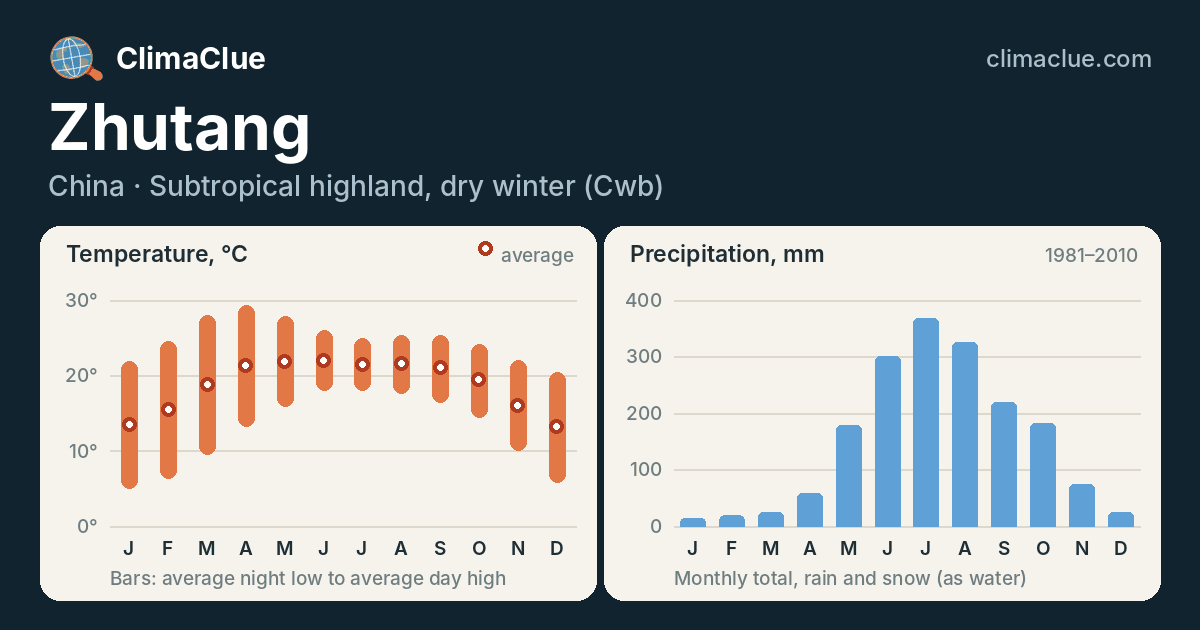 ClimaClue
climaclue.com
Zhutang
China · Subtropical highland, dry winter (Cwb)
Temperature, °C
average
30°
20°
10°
0°
J F M A M J J A S O N D
Bars: average night low to average day high
Precipitation, mm
1981–2010
400
300
200
100
0
J F M A M J J A S O N D
Monthly total, rain and snow (as water)